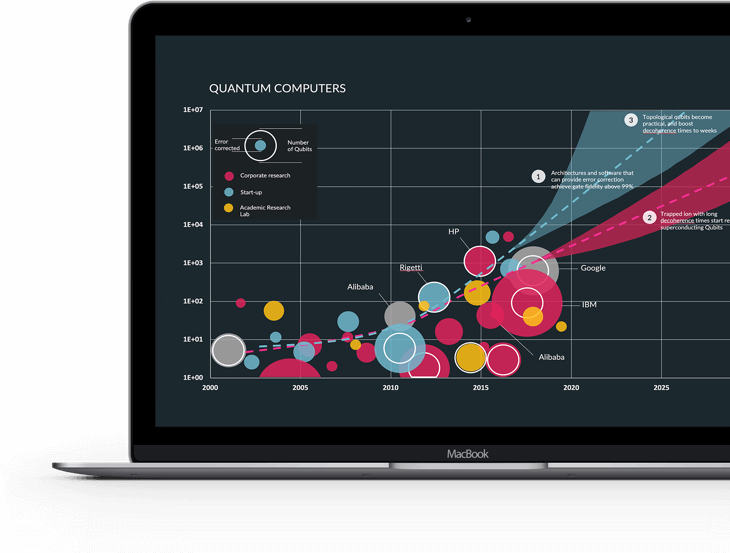 QUANTUM COMPUTERS
1E+07
1E+06
1E+05
1E+04
1E+03
1E+02
1E+01
1E+00
2000
2005
2010
2015
2020
2025
Error
corrected
Number
of Qubits
Corporate research
Start-up
Academic Research
Lab
3
Topological qubits become
practical, and boost
decoherence times to weeks
1
Architectures and software that
can provide error correction
achieve gate fidelity above 99%
2
Trapped ion with long
decoherence times start re
superconducting Qubits
HP
Rigetti
Alibaba
Google
IBM
Alibaba
MacBook